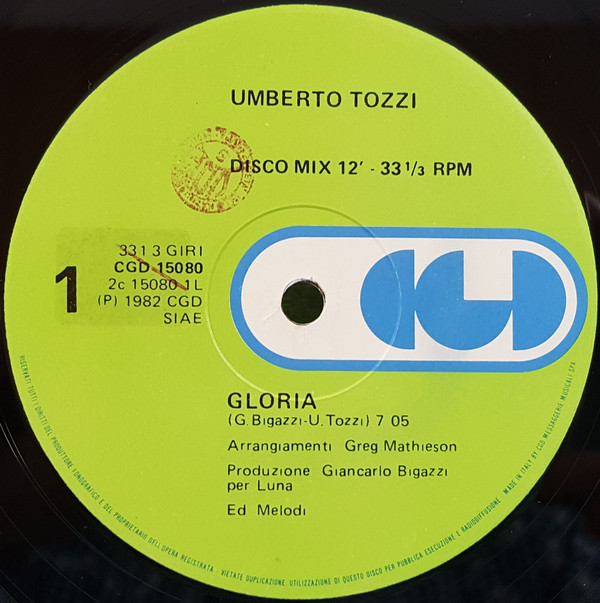 UMBERTO TOZZI
DISCO MIX 12' - 33 1/3 RPM
331 3 GIRI
CGD-15080
2c 15080 1L
(P) 1982 CGD
SIAE
1
CGD
GLORIA
(G. Bigazzi-U. Tozzi) 7 05
Arrangiamenti Greg Mathieson
Produzione Giancarlo Bigazzi
per Luna
Ed Melodi
RISERVATI TUTTI I DIRITTI DEL PRODUTTORE FONOGRAFICO E DEL PROPRIETARIO DELL'OPERA REGISTRATA - VIETATE DUPLICAZIONE, UTILIZZAZIONE DI QUESTO DISCO PER PUBBLICA ESECUZIONE E RADIODIFFUSIONE. MADE IN ITALY BY CGD MESSAGGERIE MUSICALI SPA